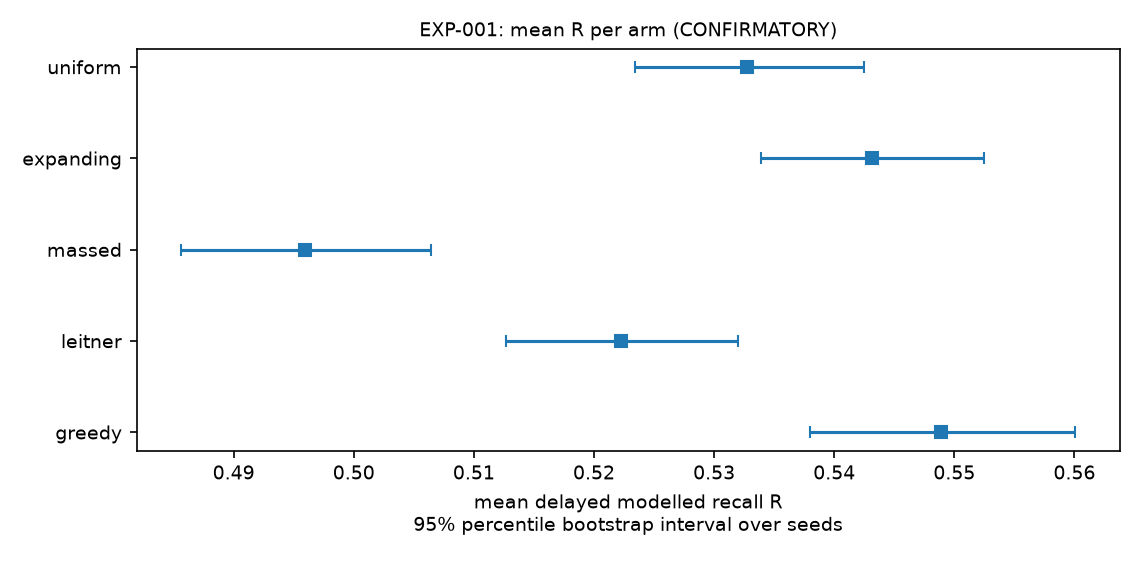 EXP-001: mean R per arm (CONFIRMATORY)
uniform
expanding
massed
leitner
greedy
0.49 0.50 0.51 0.52 0.53 0.54 0.55 0.56
mean delayed modelled recall R
95% percentile bootstrap interval over seeds